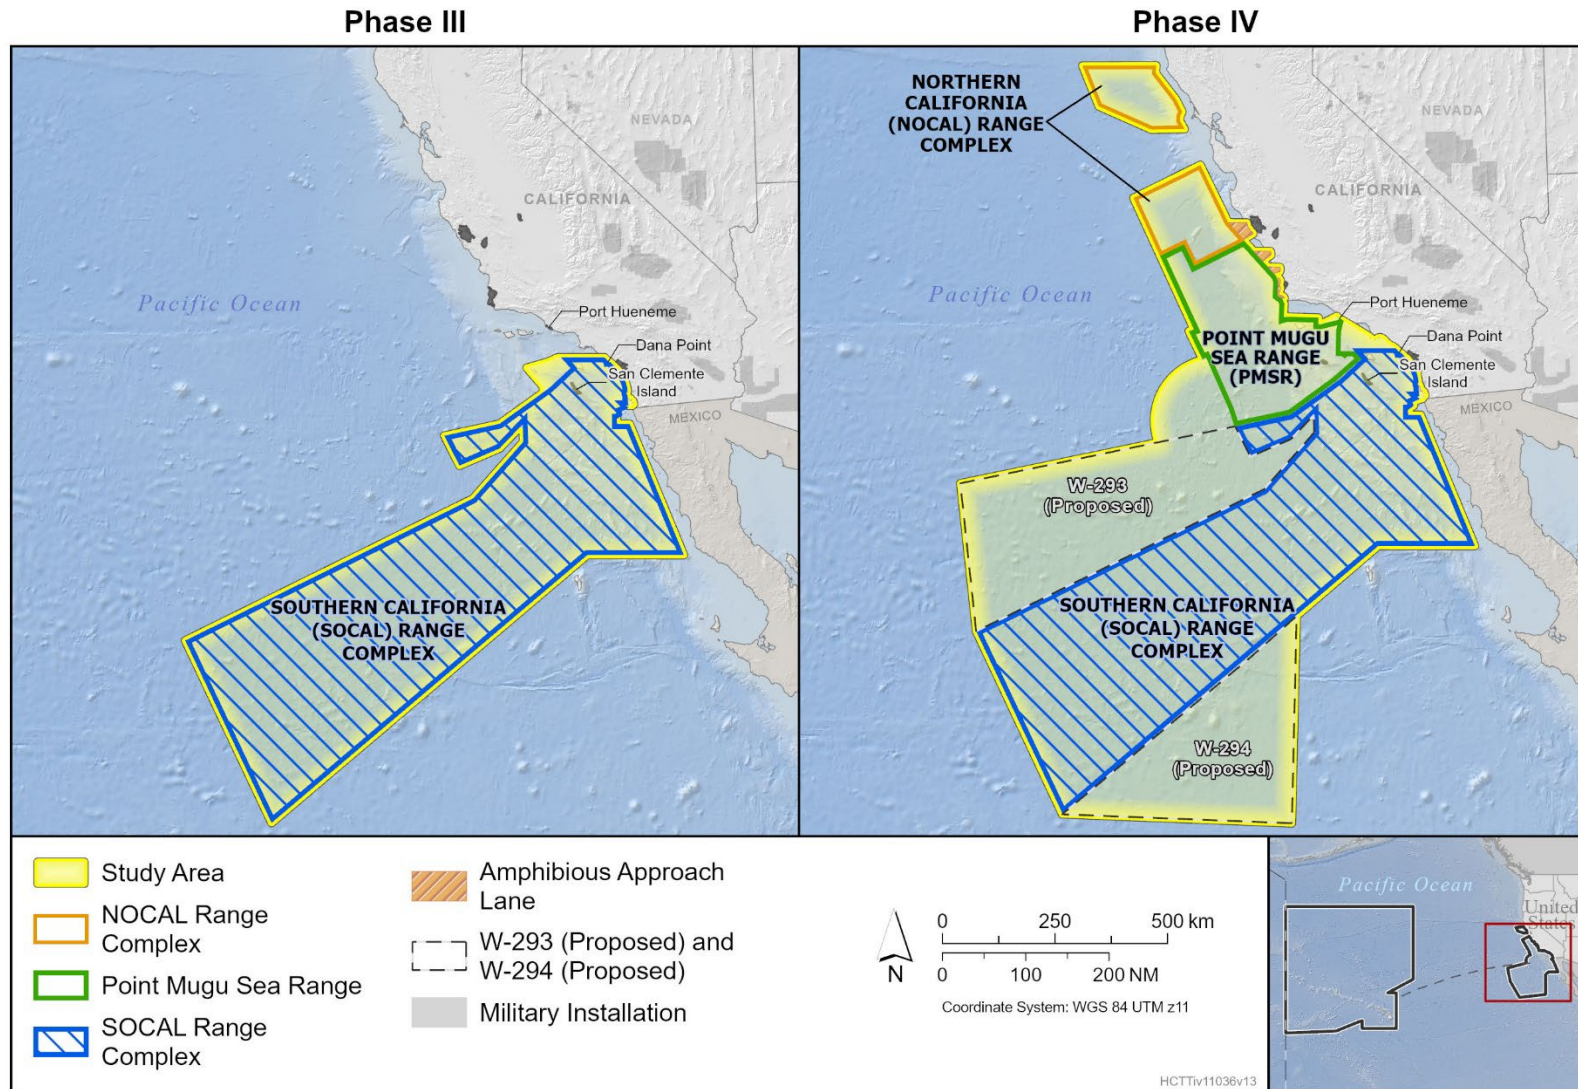 Phase III
Phase IV
NEVADA
CALIFORNIA
Pacific Ocean
Port Hueneme
Dana Point
San Clemente
Island
MEXICO
SOUTHERN CALIFORNIA
(SOCAL) RANGE
COMPLEX
NORTHERN
CALIFORNIA
(NOCAL) RANGE
COMPLEX
NEVADA
CALIFORNIA
Pacific Ocean
Port Hueneme
POINT MUGU
SEA RANGE
(PMSR)
Dana Point
San Clemente
Island
MEXICO
W-293
(Proposed)
SOUTHERN CALIFORNIA
(SOCAL) RANGE
COMPLEX
W-294
(Proposed)
Study Area
NOCAL Range
Complex
Point Mugu Sea Range
SOCAL Range
Complex
Amphibious Approach
Lane
W-293 (Proposed) and
W-294 (Proposed)
Military Installation
N
0 250 500 km
0 100 200 NM
Coordinate System: WGS 84 UTM z11
HCTTiv11036v13
Pacific Ocean
United
States